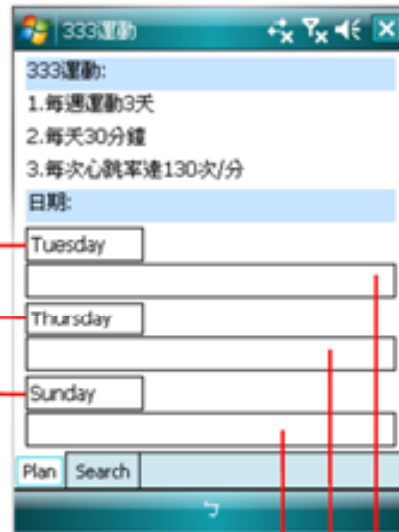 333運動
333運動:
1.每週運動3天
2.每天30分鐘
3.每次心跳率達130次/分
日期:
Tuesday
Thursday
Sunday
Plan Search